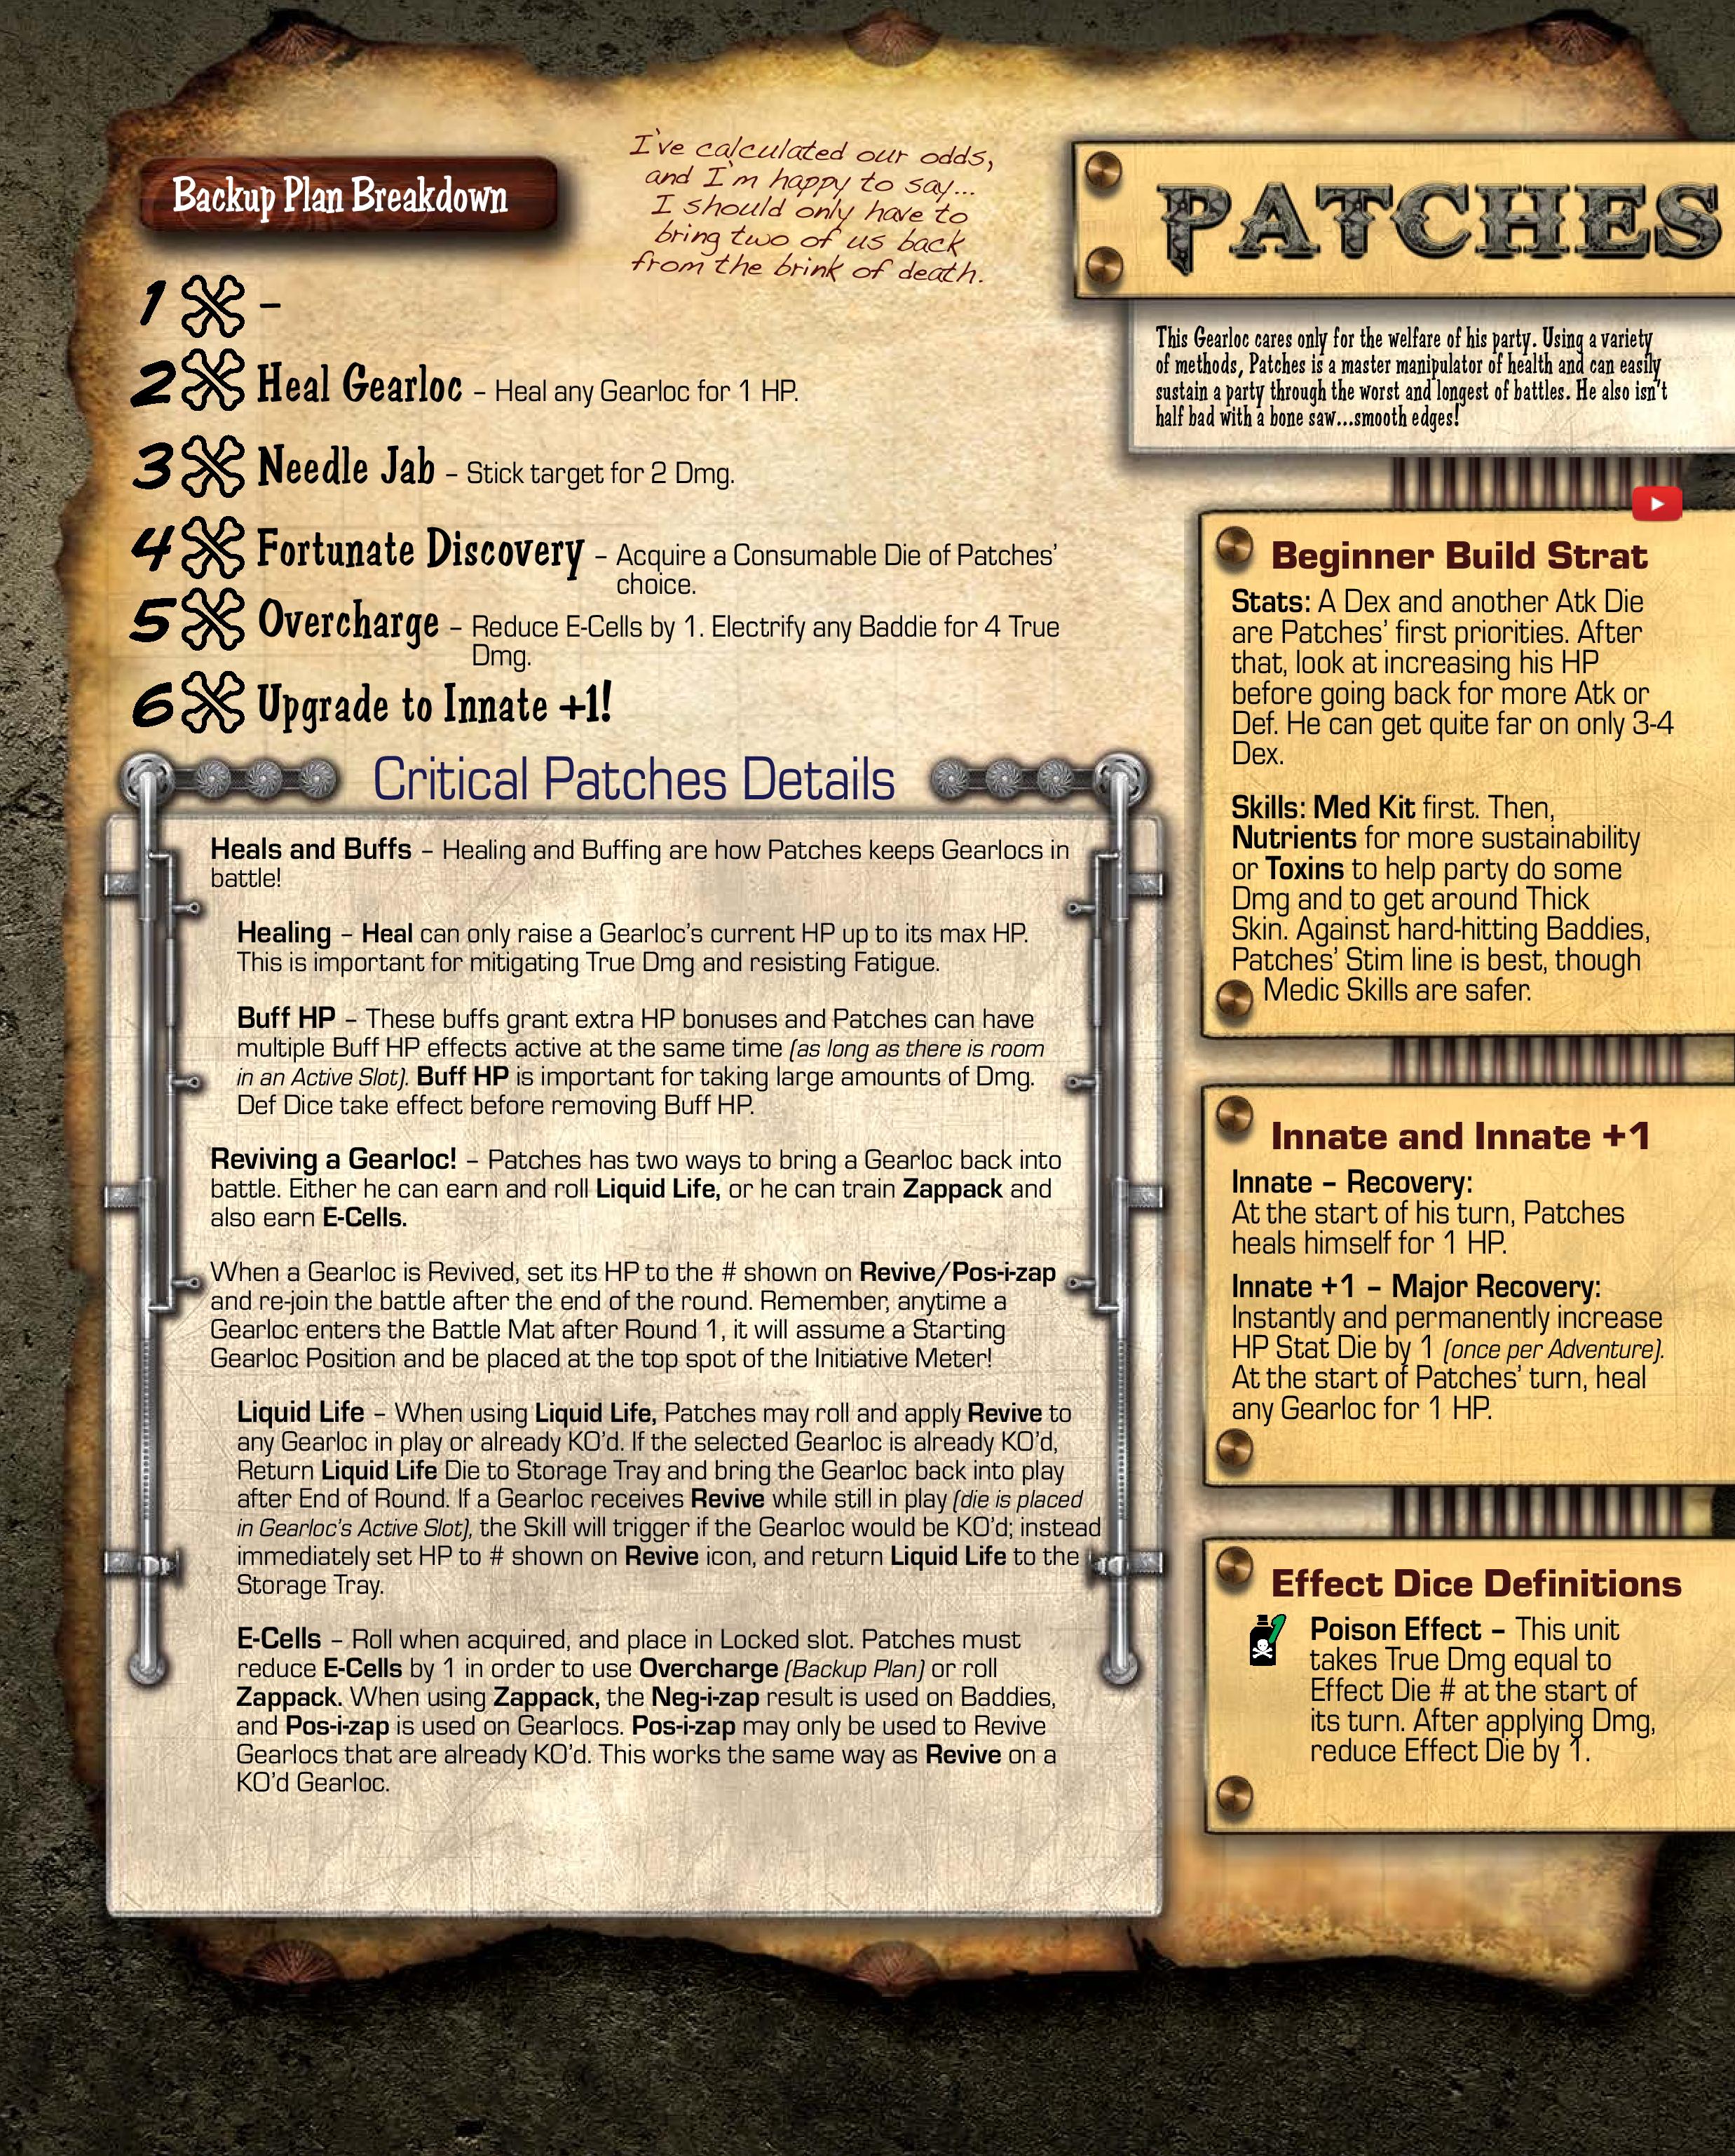 Backup Plan Breakdown
I've calculated our odds,
and I'm happy to say...
I should only have to
bring two of us back
from the brink of death.
1 –
2 Heal Gearloc – Heal any Gearloc for 1 HP.
3 Needle Jab – Stick target for 2 Dmg.
4 Fortunate Discovery – Acquire a Consumable Die of Patches'
choice.
5 Overcharge – Reduce E-Cells by 1. Electrify any Baddie for 4 True
Dmg.
6 Upgrade to Innate +1!
Critical Patches Details
Heals and Buffs – Healing and Buffing are how Patches keeps Gearlocs in
battle!
Healing – Heal can only raise a Gearloc's current HP up to its max HP.
This is important for mitigating True Dmg and resisting Fatigue.
Buff HP – These buffs grant extra HP bonuses and Patches can have
multiple Buff HP effects active at the same time (as long as there is room
in an Active Slot). Buff HP is important for taking large amounts of Dmg.
Def Dice take effect before removing Buff HP.
Reviving a Gearloc! – Patches has two ways to bring a Gearloc back into
battle. Either he can earn and roll Liquid Life, or he can train Zappack and
also earn E-Cells.
When a Gearloc is Revived, set its HP to the # shown on Revive/Pos-i-zap
and re-join the battle after the end of the round. Remember, anytime a
Gearloc enters the Battle Mat after Round 1, it will assume a Starting
Gearloc Position and be placed at the top spot of the Initiative Meter!
Liquid Life – When using Liquid Life, Patches may roll and apply Revive to
any Gearloc in play or already KO'd. If the selected Gearloc is already KO'd,
Return Liquid Life Die to Storage Tray and bring the Gearloc back into play
after End of Round. If a Gearloc receives Revive while still in play (die is placed
in Gearloc's Active Slot), the Skill will trigger if the Gearloc would be KO'd; instead
immediately set HP to # shown on Revive icon, and return Liquid Life to the
Storage Tray.
E-Cells – Roll when acquired, and place in Locked slot. Patches must
reduce E-Cells by 1 in order to use Overcharge (Backup Plan) or roll
Zappack. When using Zappack, the Neg-i-zap result is used on Baddies,
and Pos-i-zap is used on Gearlocs. Pos-i-zap may only be used to Revive
Gearlocs that are already KO'd. This works the same way as Revive on a
KO'd Gearloc.
PATCHES
This Gearloc cares only for the welfare of his party. Using a variety
of methods, Patches is a master manipulator of health and can easily
sustain a party through the worst and longest of battles. He also isn't
half bad with a bone saw...smooth edges!
Beginner Build Strat
Stats: A Dex and another Atk Die
are Patches' first priorities. After
that, look at increasing his HP
before going back for more Atk or
Def. He can get quite far on only 3-4
Dex.
Skills: Med Kit first. Then,
Nutrients for more sustainability
or Toxins to help party do some
Dmg and to get around Thick
Skin. Against hard-hitting Baddies,
Patches' Stim line is best, though
Medic Skills are safer.
Innate and Innate +1
Innate – Recovery:
At the start of his turn, Patches
heals himself for 1 HP.
Innate +1 – Major Recovery:
Instantly and permanently increase
HP Stat Die by 1 (once per Adventure).
At the start of Patches' turn, heal
any Gearloc for 1 HP.
Effect Dice Definitions
Poison Effect – This unit
takes True Dmg equal to
Effect Die # at the start of
its turn. After applying Dmg,
reduce Effect Die by 1.